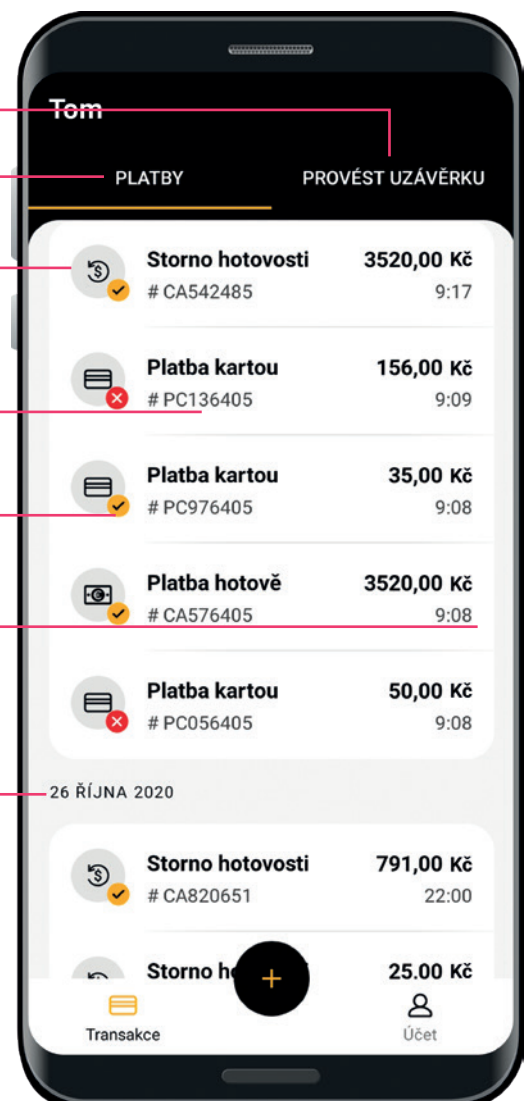 Tom
PLATBY PROVÉST UZÁVĚRKU
Storno hotovosti 3520,00 Kč
# CA542485 9:17
Platba kartou 156,00 Kč
# PC136405 9:09
Platba kartou 35,00 Kč
# PC976405 9:08
Platba hotově 3520,00 Kč
# CA576405 9:08
Platba kartou 50,00 Kč
# PC056405 9:08
26 ŘÍJNA 2020
Storno hotovosti 791,00 Kč
# CA820651 22:00
Storno 25.00 Kč
Transakce Účet